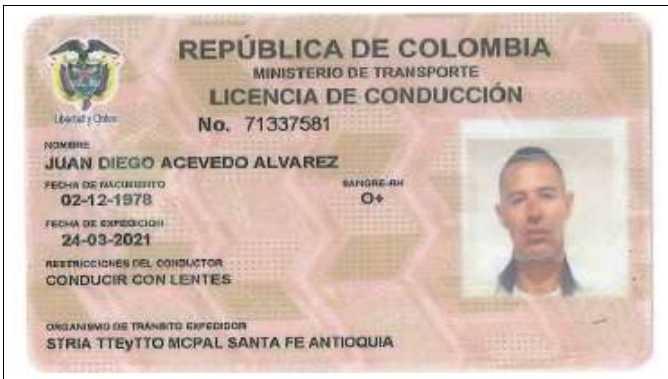 REPÚBLICA DE COLOMBIA
MINISTERIO DE TRANSPORTE
LICENCIA DE CONDUCCIÓN
Libertad y Orden
No. 71337581
NOMBRE
JUAN DIEGO ACEVEDO ALVAREZ
FECHA DE NACIMIENTO SANGRE-RH
02-12-1978 O+
FECHA DE EXPEDICION
24-03-2021
RESTRICCIONES DEL CONDUCTOR
CONDUCIR CON LENTES
ORGANISMO DE TRÁNSITO EXPEDIDOR
STRIA TTEyTTO MCPAL SANTA FE ANTIOQUIA